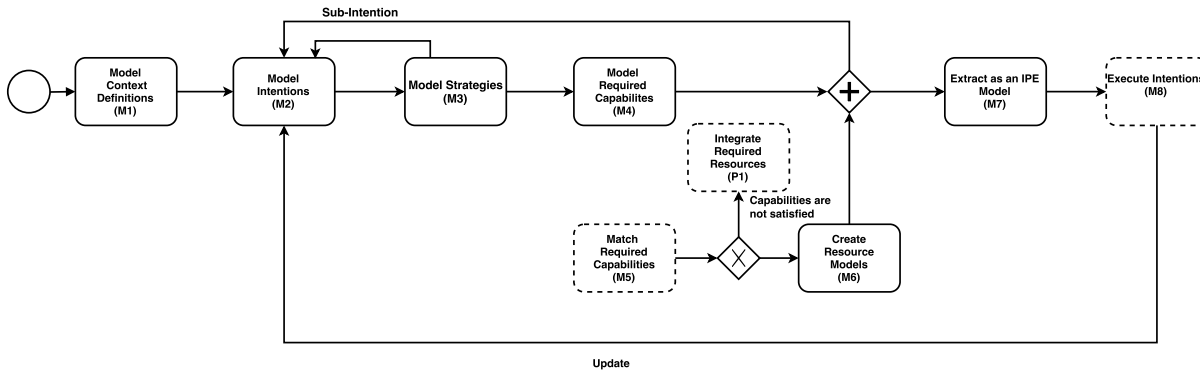 Sub-Intention
Model
Context
Definitions
(M1)
Model
Intentions
(M2)
Model Strategies
(M3)
Model
Required
Capabilites
(M4)
Extract as an IPE
Model
(M7)
Execute Intentions
(M8)
Integrate
Required
Resources
(P1)
Capabilities are
not satisfied
Match
Required
Capabilities
(M5)
Create
Resource
Models
(M6)
Update